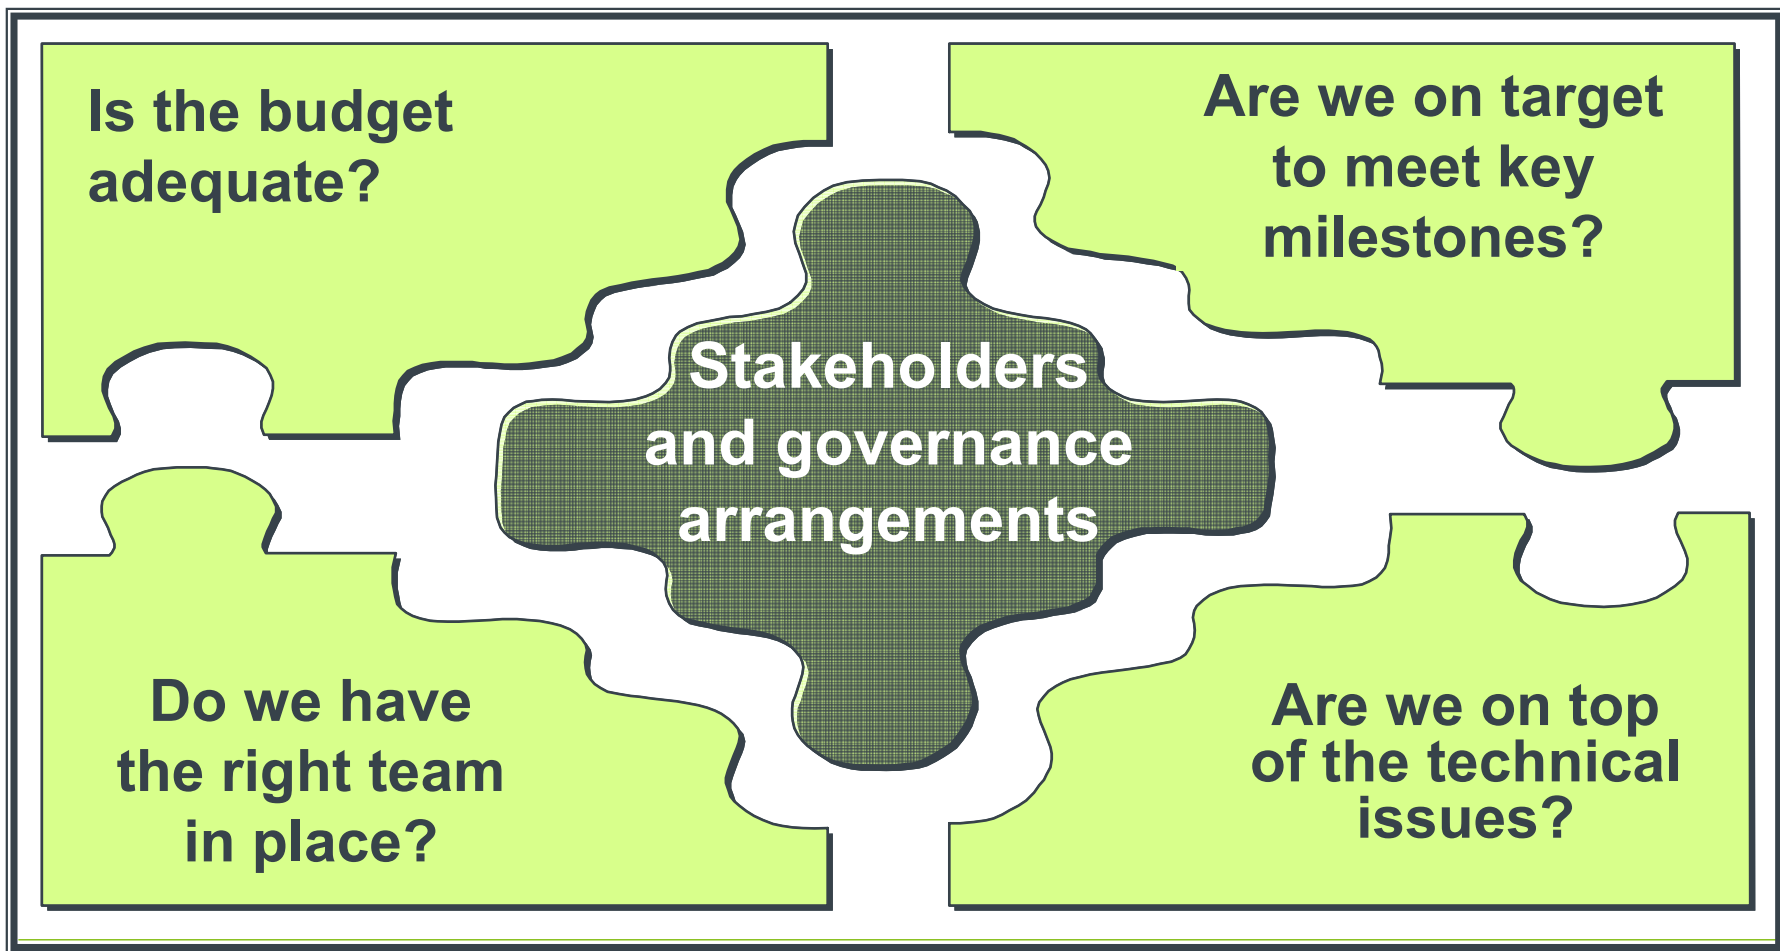 Is the budget
adequate?
Are we on target
to meet key
milestones?
Stakeholders
and governance
arrangements
Do we have
the right team
in place?
Are we on top
of the technical
issues?